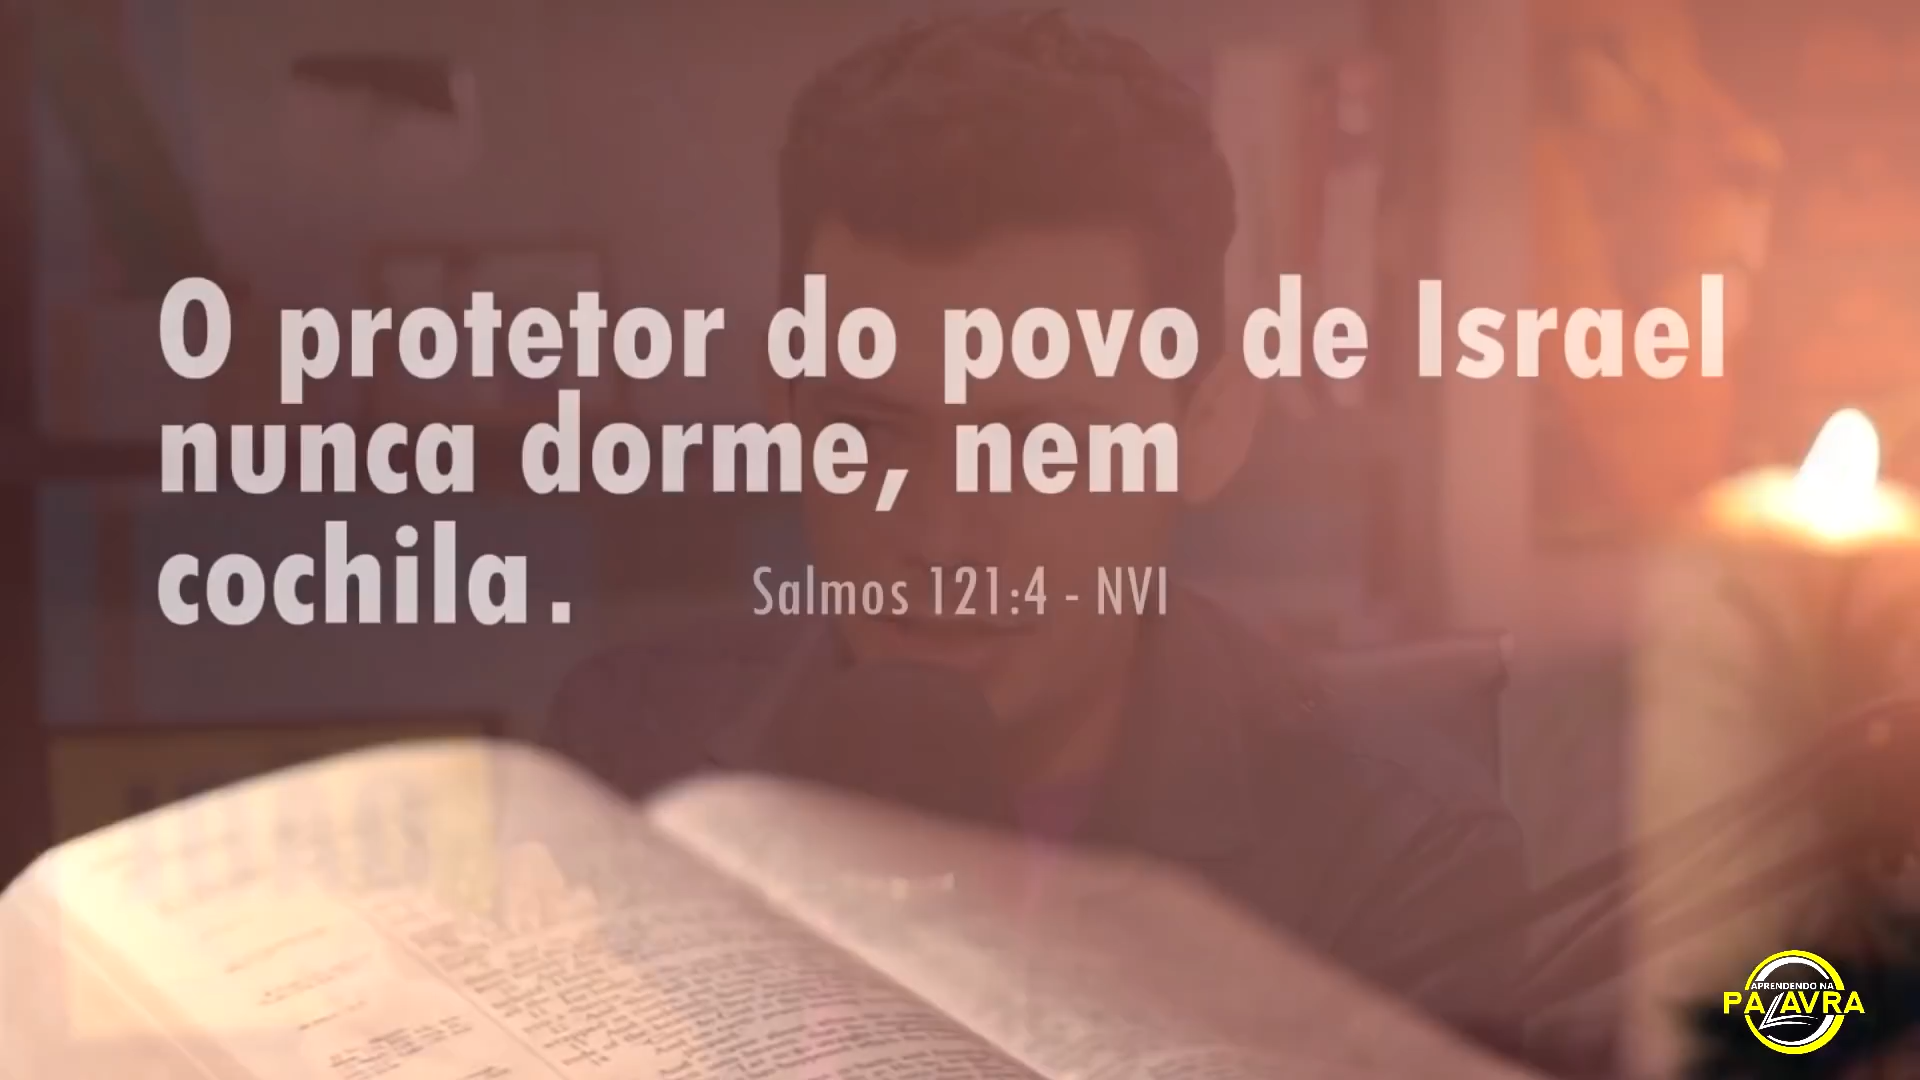 O protetor do povo de Israel
nunca dorme, nem
cochila.
Salmos 121:4 - NVI
APRENDENDO NA
PALAVRA